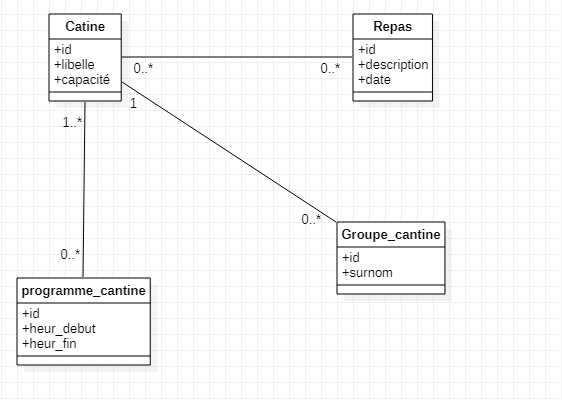 Catine
+id
+libelle
+capacité
Repas
+id
+description
+date
0..*
0..*
1
1..*
0..*
0..*
Groupe_cantine
+id
+surnom
programme_cantine
+id
+heur_debut
+heur_fin